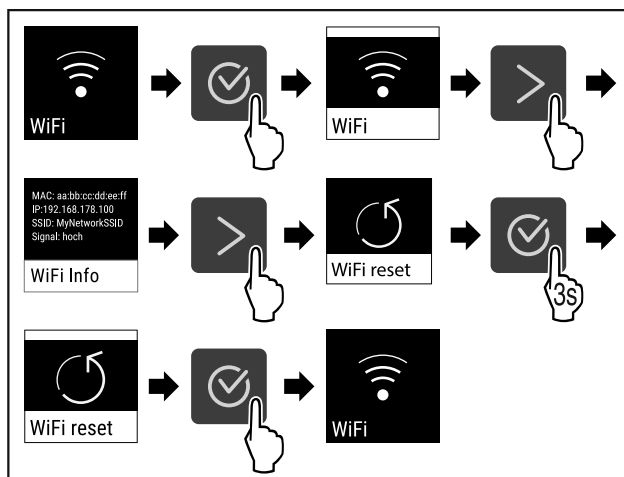 WiFi
WiFi
MAC: aa:bb:cc:dd:ee:ff
IP:192.168.178.100
SSID: MyNetworkSSID
Signal: hoch
WiFi Info
WiFi reset
3s
WiFi reset
WiFi